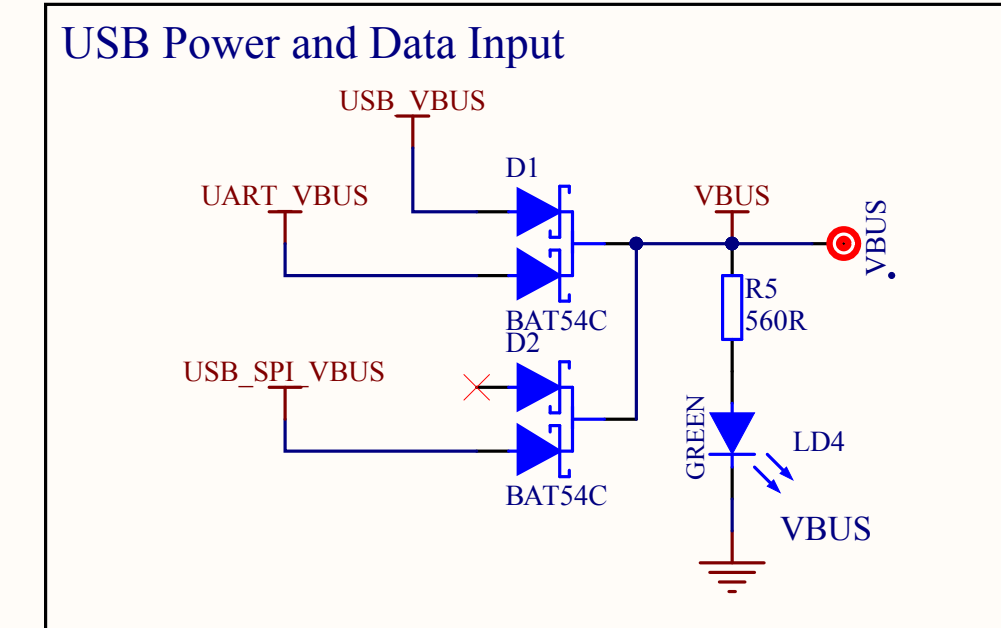 USB Power and Data Input
USB_VBUS
D1
UART_VBUS
VBUS
VBUS
R5
560R
BAT54C
D2
USB_SPI_VBUS
GREEN
LD4
BAT54C
VBUS